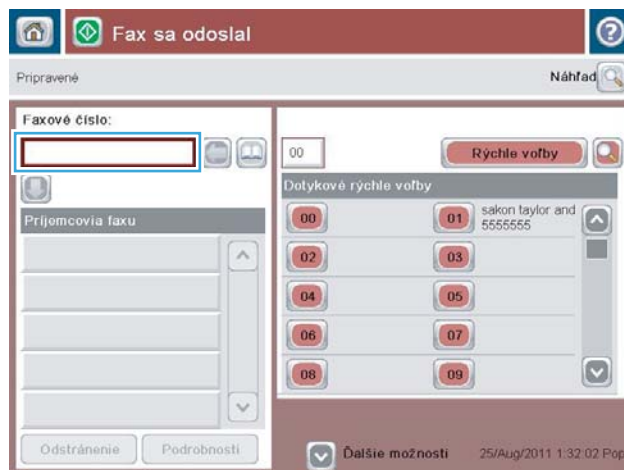 Fax sa odoslal
Pripravené
Náhľad
Faxové číslo:
00
Rýchle voľby
Dotykové rýchle voľby
Príjemcovia faxu
00
01 sakon taylor and
5555555
02
03
04
05
06
07
08
09
Odstránenie
Podrobnosti
Ďalšie možnosti
25/Aug/2011 1:32:02 Pop